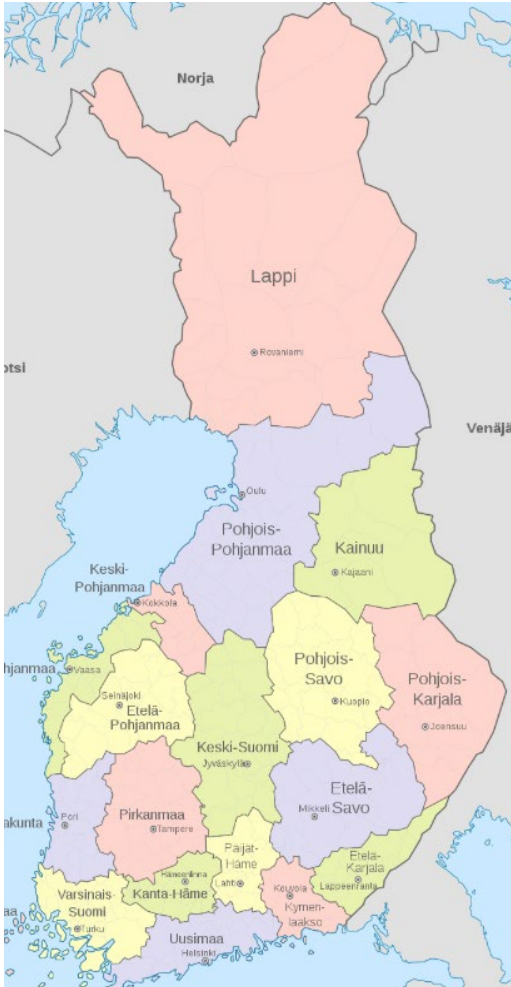 Norja
Lappi
Rovaniemi
otsi
Venäjä
Oulu
Pohjois-
Pohjanmaa
Kainuu
Kajaani
Keski-
Pohjanmaa
Kokkola
hjanmaa
Vaasa
Seinäjoki
Etelä-
Pohjanmaa
Pohjois-
Savo
Kuopio
Pohjois-
Karjala
Joensuu
Keski-Suomi
Jyväskylä
Etelä-
Savo
Mikkeli
akunta
Pori
Pirkanmaa
Tampere
Päijät-
Häme
Lahti
Hämeenlinna
Kanta-Häme
Etelä-
Karjala
Lappeenranta
Kouvola
Kymen-
laakso
Varsinais-
Suomi
Turku
aa
Uusimaa
Helsinki